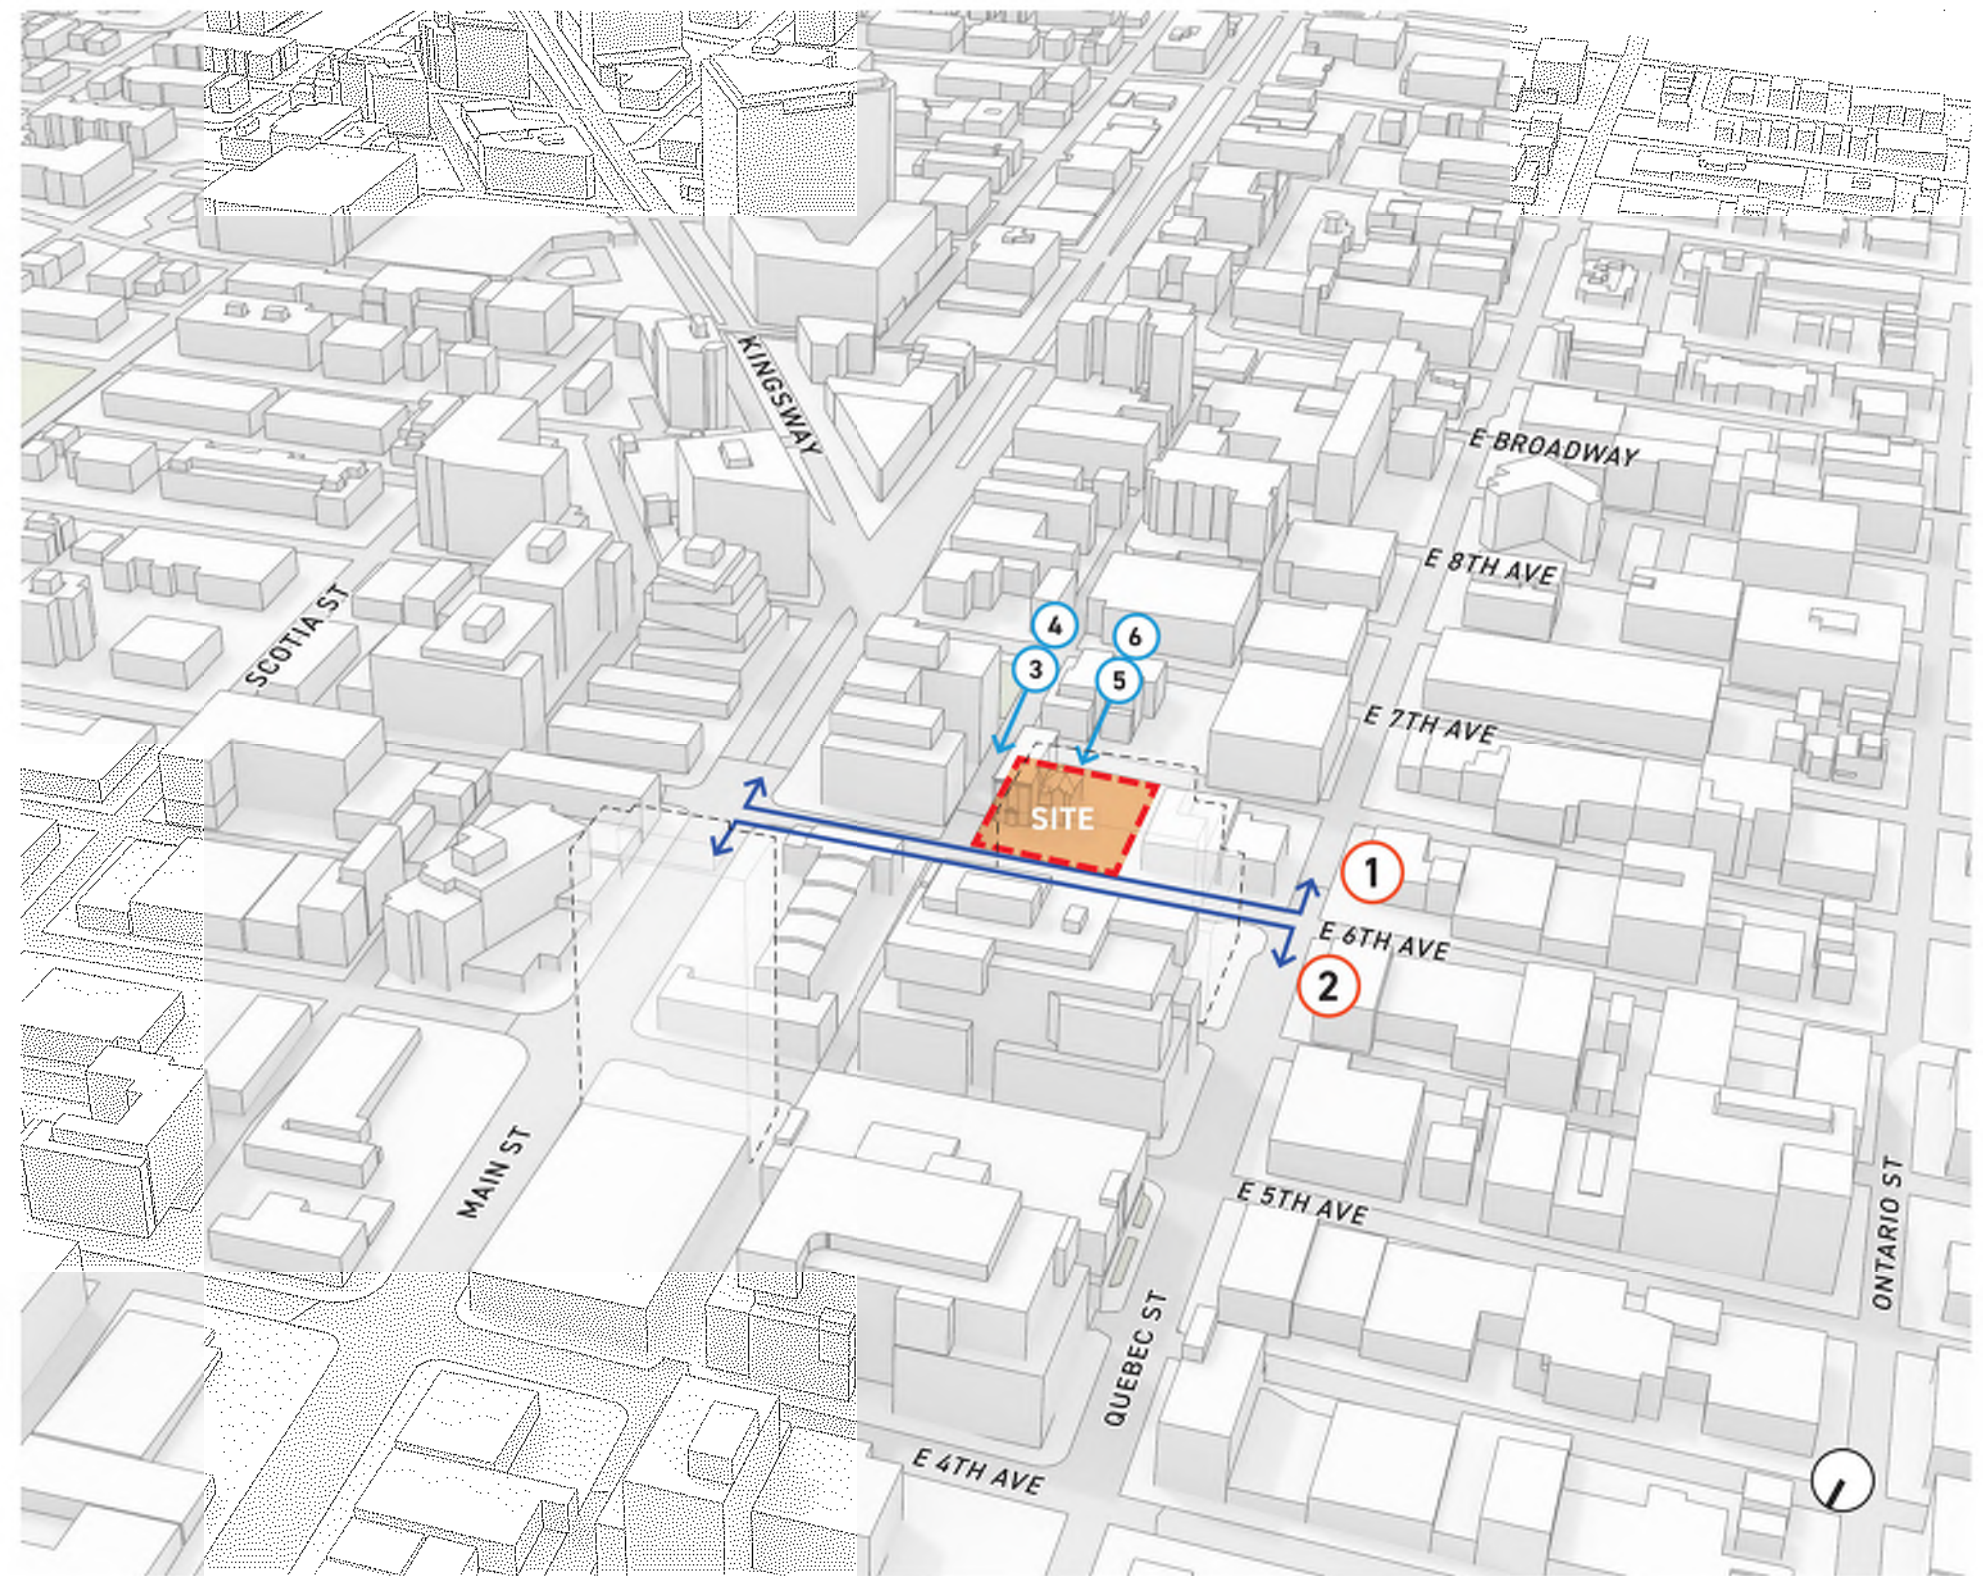 KINGSWAY
E BROADWAY
E 8TH AVE
SCOTIA ST
4
6
3
5
E 7TH AVE
SITE
1
E 6TH AVE
2
MAIN ST
E 5TH AVE
ONTARIO ST
QUEBEC ST
E 4TH AVE